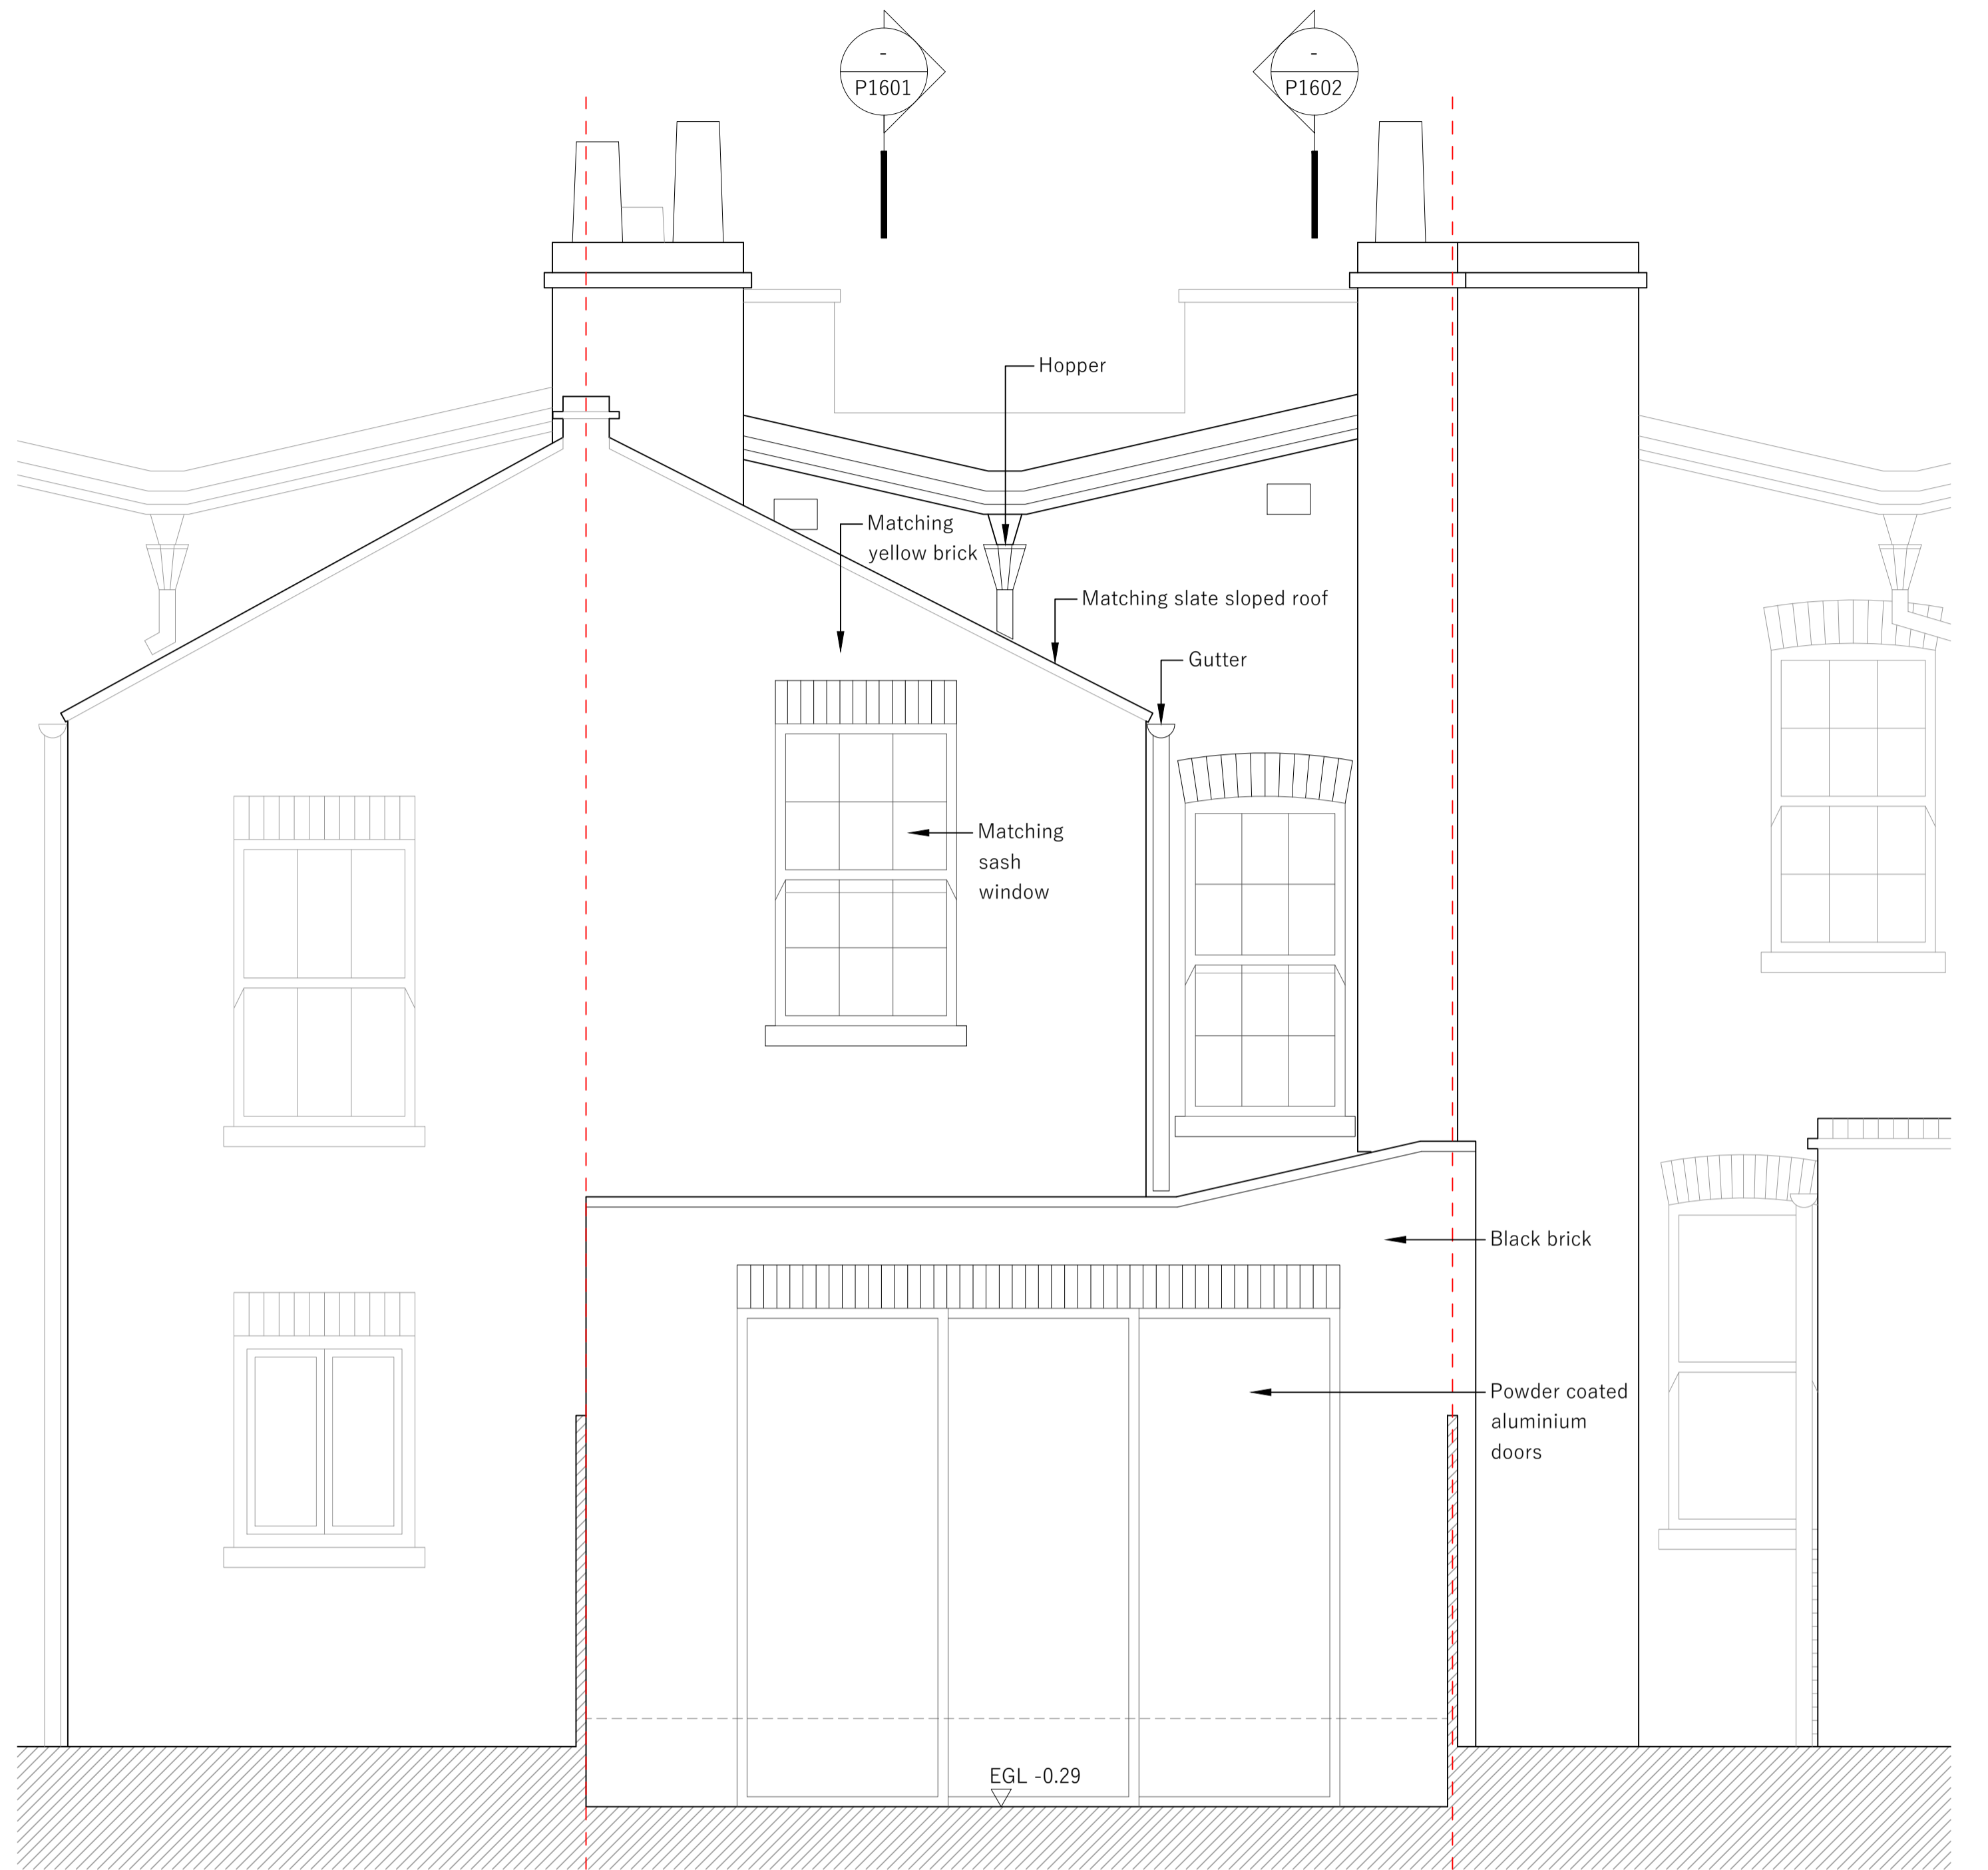 -
P1601
-
P1602
Hopper
Matching
yellow brick
Matching slate sloped roof
Gutter
Matching
sash
window
Black brick
Powder coated
aluminium
doors
EGL -0.29